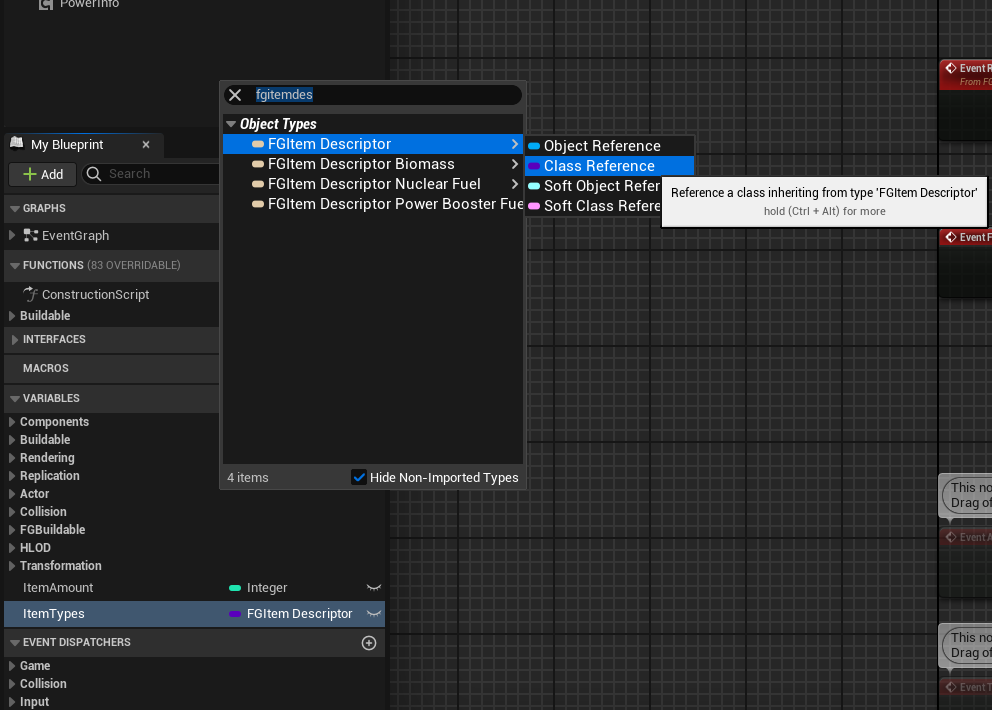 PowerInfo
fgitemdes
Object Types
FGItem Descriptor
FGItem Descriptor Biomass
FGItem Descriptor Nuclear Fuel
FGItem Descriptor Power Booster Fue
4 items
Hide Non-Imported Types
Object Reference
Class Reference
Soft Object Refer
Soft Class Refere
Reference a class inheriting from type 'FGItem Descriptor'
hold (Ctrl + Alt) for more
My Blueprint
Add
Search
GRAPHS
EventGraph
FUNCTIONS (83 OVERRIDABLE)
ConstructionScript
Buildable
INTERFACES
MACROS
VARIABLES
Components
Buildable
Rendering
Replication
Actor
Collision
FGBuildable
HLOD
Transformation
ItemAmount Integer
ItemTypes FGItem Descriptor
EVENT DISPATCHERS
Game
Collision
Input
Event R
From FG
Event F
This no
Drag of
Event A
This no
Drag of
Event T